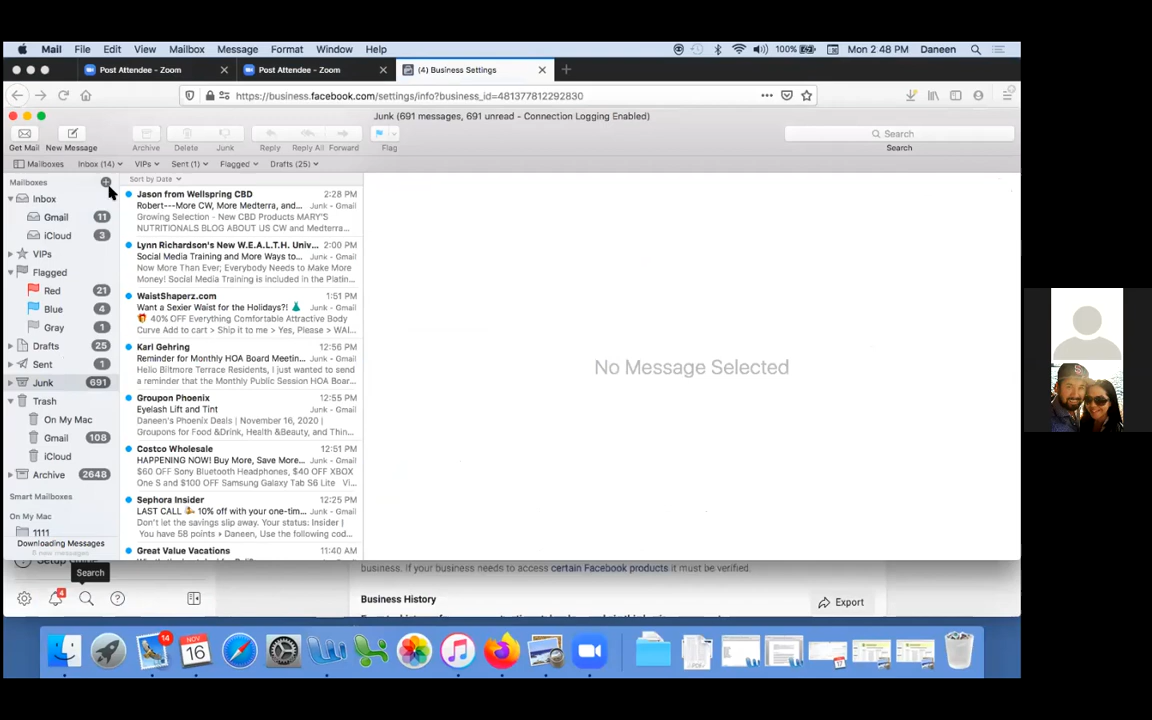 Mail File Edit View Mailbox Message Format Window Help 100% Mon 2:48 PM Daneen
Post Attendee - Zoom Post Attendee - Zoom (4) Business Settings
https://business.facebook.com/settings/info?business_id=481377812292830
Junk (691 messages, 691 unread - Connection Logging Enabled)
Search
Get Mail New Message Archive Delete Junk Reply Reply All Forward Flag Search
Mailboxes Inbox (14) VIPs Sent (1) Flagged Drafts (25)
Mailboxes
Inbox
Gmail 11
iCloud 3
VIPs
Flagged
Red 21
Blue 4
Gray 1
Drafts 25
Sent 1
Junk 691
Trash
On My Mac
Gmail 108
iCloud
Archive 2648
Smart Mailboxes
On My Mac
1111
Downloading Messages
Sort by Date
Jason from Wellspring CBD 2:28 PM
Robert---More CW, Medterra, and... Junk - Gmail
Growing Selection - New CBD Products MARY'S
NUTRITIONALS BLOG ABOUT US CW and Medterra...
Lynn Richardson's New W.E.A.L.T.H. Univ... 2:00 PM
Social Media Training and More Ways to... Junk - Gmail
Now More Than Ever; Everybody Needs to Make More
Money! Social Media Training is included in the Platin...
WaistShaperz.com 1:51 PM
Want a Sexier Waist for the Holidays?! Junk - Gmail
40% OFF Everything Comfortable Attractive Body
Curve Add to cart > Ship it to me > Yes, Please > WAI...
Karl Gehring 12:56 PM
Reminder for Monthly HOA Board Meetin... Junk - Gmail
Hello Biltmore Terrace Residents, I just wanted to send
a reminder that the Monthly Public Session HOA Boar...
Groupon Phoenix 12:55 PM
Eyelash Lift and Tint Junk - Gmail
Daneen's Phoenix Deals | November 16, 2020 |
Groupons for Food &Drink, Health &Beauty, and Thin...
Costco Wholesale 12:51 PM
HAPPENING NOW! Buy More, Save More... Junk - Gmail
$60 OFF Sony Bluetooth Headphones, $40 OFF XBOX
One S and $100 OFF Samsung Galaxy Tab S6 Lite Vi...
Sephora Insider 12:25 PM
LAST CALL 10% off with your one-tim... Junk - Gmail
Don't let the savings slip away. Your status: Insider |
You have 58 points › Daneen, Use the following cod...
Great Value Vacations 11:40 AM
No Message Selected
Search
4
business. If your business needs to access certain Facebook products it must be verified.
Business History
Export
14
NOV
16